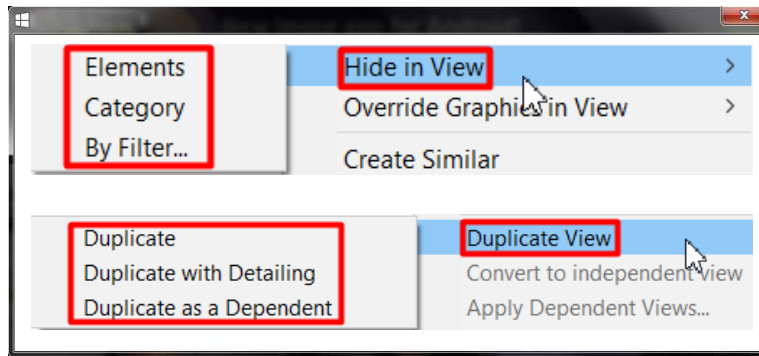 Elements
Category
By Filter...
Hide in View
Override Graphics in View
Create Similar
Duplicate
Duplicate with Detailing
Duplicate as a Dependent
Duplicate View
Convert to independent view
Apply Dependent Views...